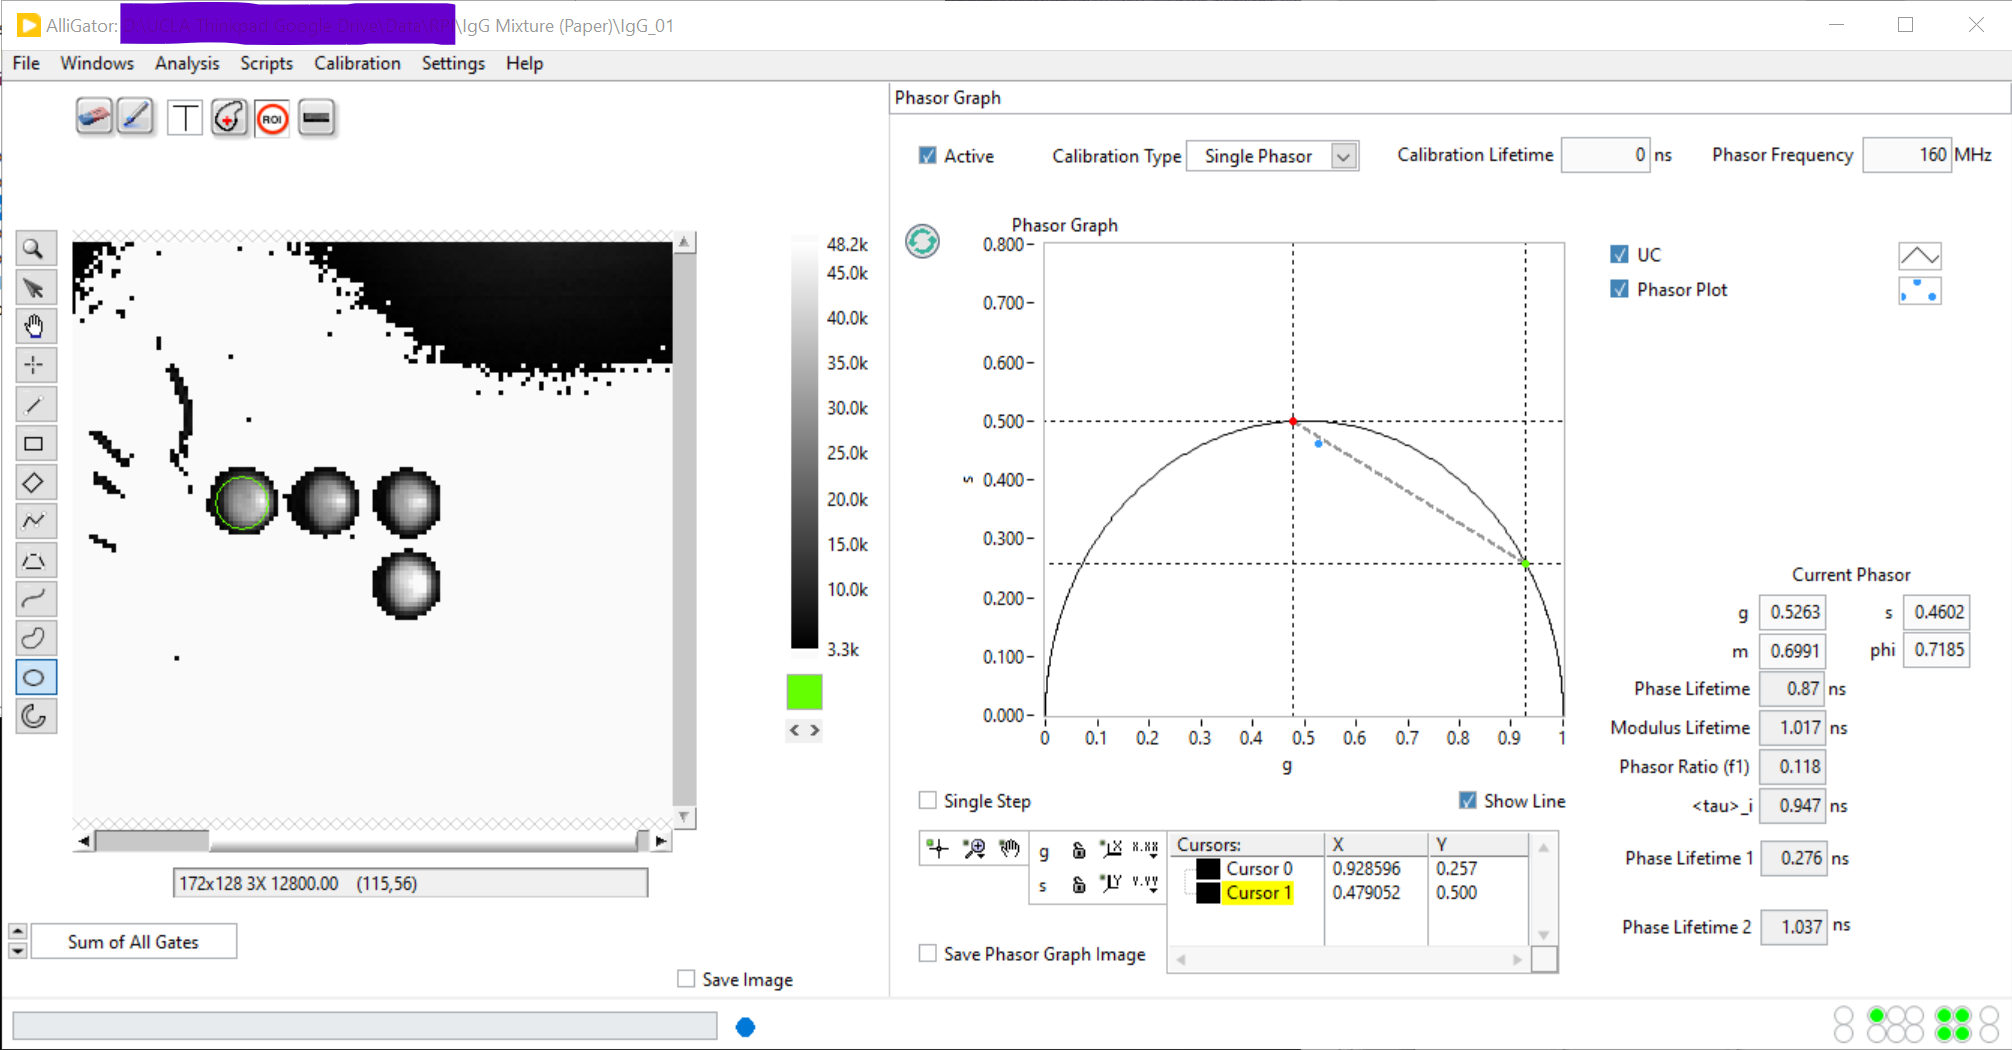 AlliGator: \IgG Mixture (Paper)\IgG_01
File Windows Analysis Scripts Calibration Settings Help
T
ROI
Phasor Graph
Active Calibration Type Single Phasor Calibration Lifetime 0 ns Phasor Frequency 160 MHz
Phasor Graph
48.2k
45.0k
40.0k
35.0k
30.0k
25.0k
20.0k
15.0k
10.0k
3.3k
0.800
0.700
0.600
0.500
0.400
0.300
0.200
0.100
0.000
s
0 0.1 0.2 0.3 0.4 0.5 0.6 0.7 0.8 0.9 1
g
UC
Phasor Plot
Current Phasor
g 0.5263 s 0.4602
m 0.6991 phi 0.7185
Phase Lifetime 0.87 ns
Modulus Lifetime 1.017 ns
Phasor Ratio (f1) 0.118
<tau>_i 0.947 ns
Phase Lifetime 1 0.276 ns
Phase Lifetime 2 1.037 ns
Single Step Show Line
g X X.XX
s Y Y.YY
Cursors: X Y
Cursor 0 0.928596 0.257
Cursor 1 0.479052 0.500
Save Phasor Graph Image
172x128 3X 12800.00 (115,56)
Sum of All Gates
Save Image